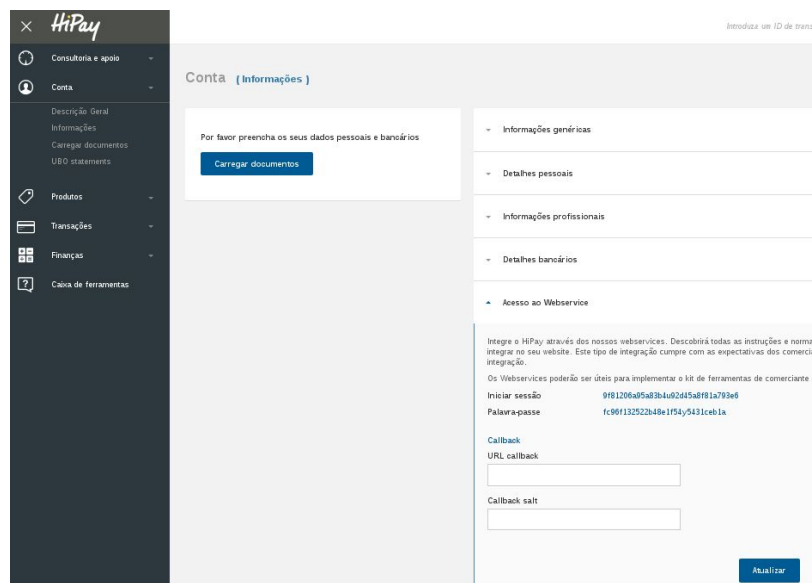 HiPay
Introduza um ID de trans
Consultoria e apoio
Conta
Descrição Geral
Informações
Carregar documentos
UBO statements
Produtos
Transações
Finanças
Caixa de ferramentas
Conta ( Informações )
Por favor preencha os seus dados pessoais e bancários
Carregar documentos
Informações genéricas
Detalhes pessoais
Informações profissionais
Detalhes bancários
Acesso ao Webservice
Integre o HiPay através dos nossos webservices. Descobrirá todas as instruções e norma
integrar no seu website. Este tipo de integração cumpre com as expectativas dos comercia
integração.
Os Webservices poderão ser úteis para implementar o kit de ferramentas de comerciante
Iniciar sessão 9f81206a95a83b4u92d45a8f81a793e6
Palavra-passe fc96f132522b48e1f54y5431ceb1a
Callback
URL callback
Callback salt
Atualizar